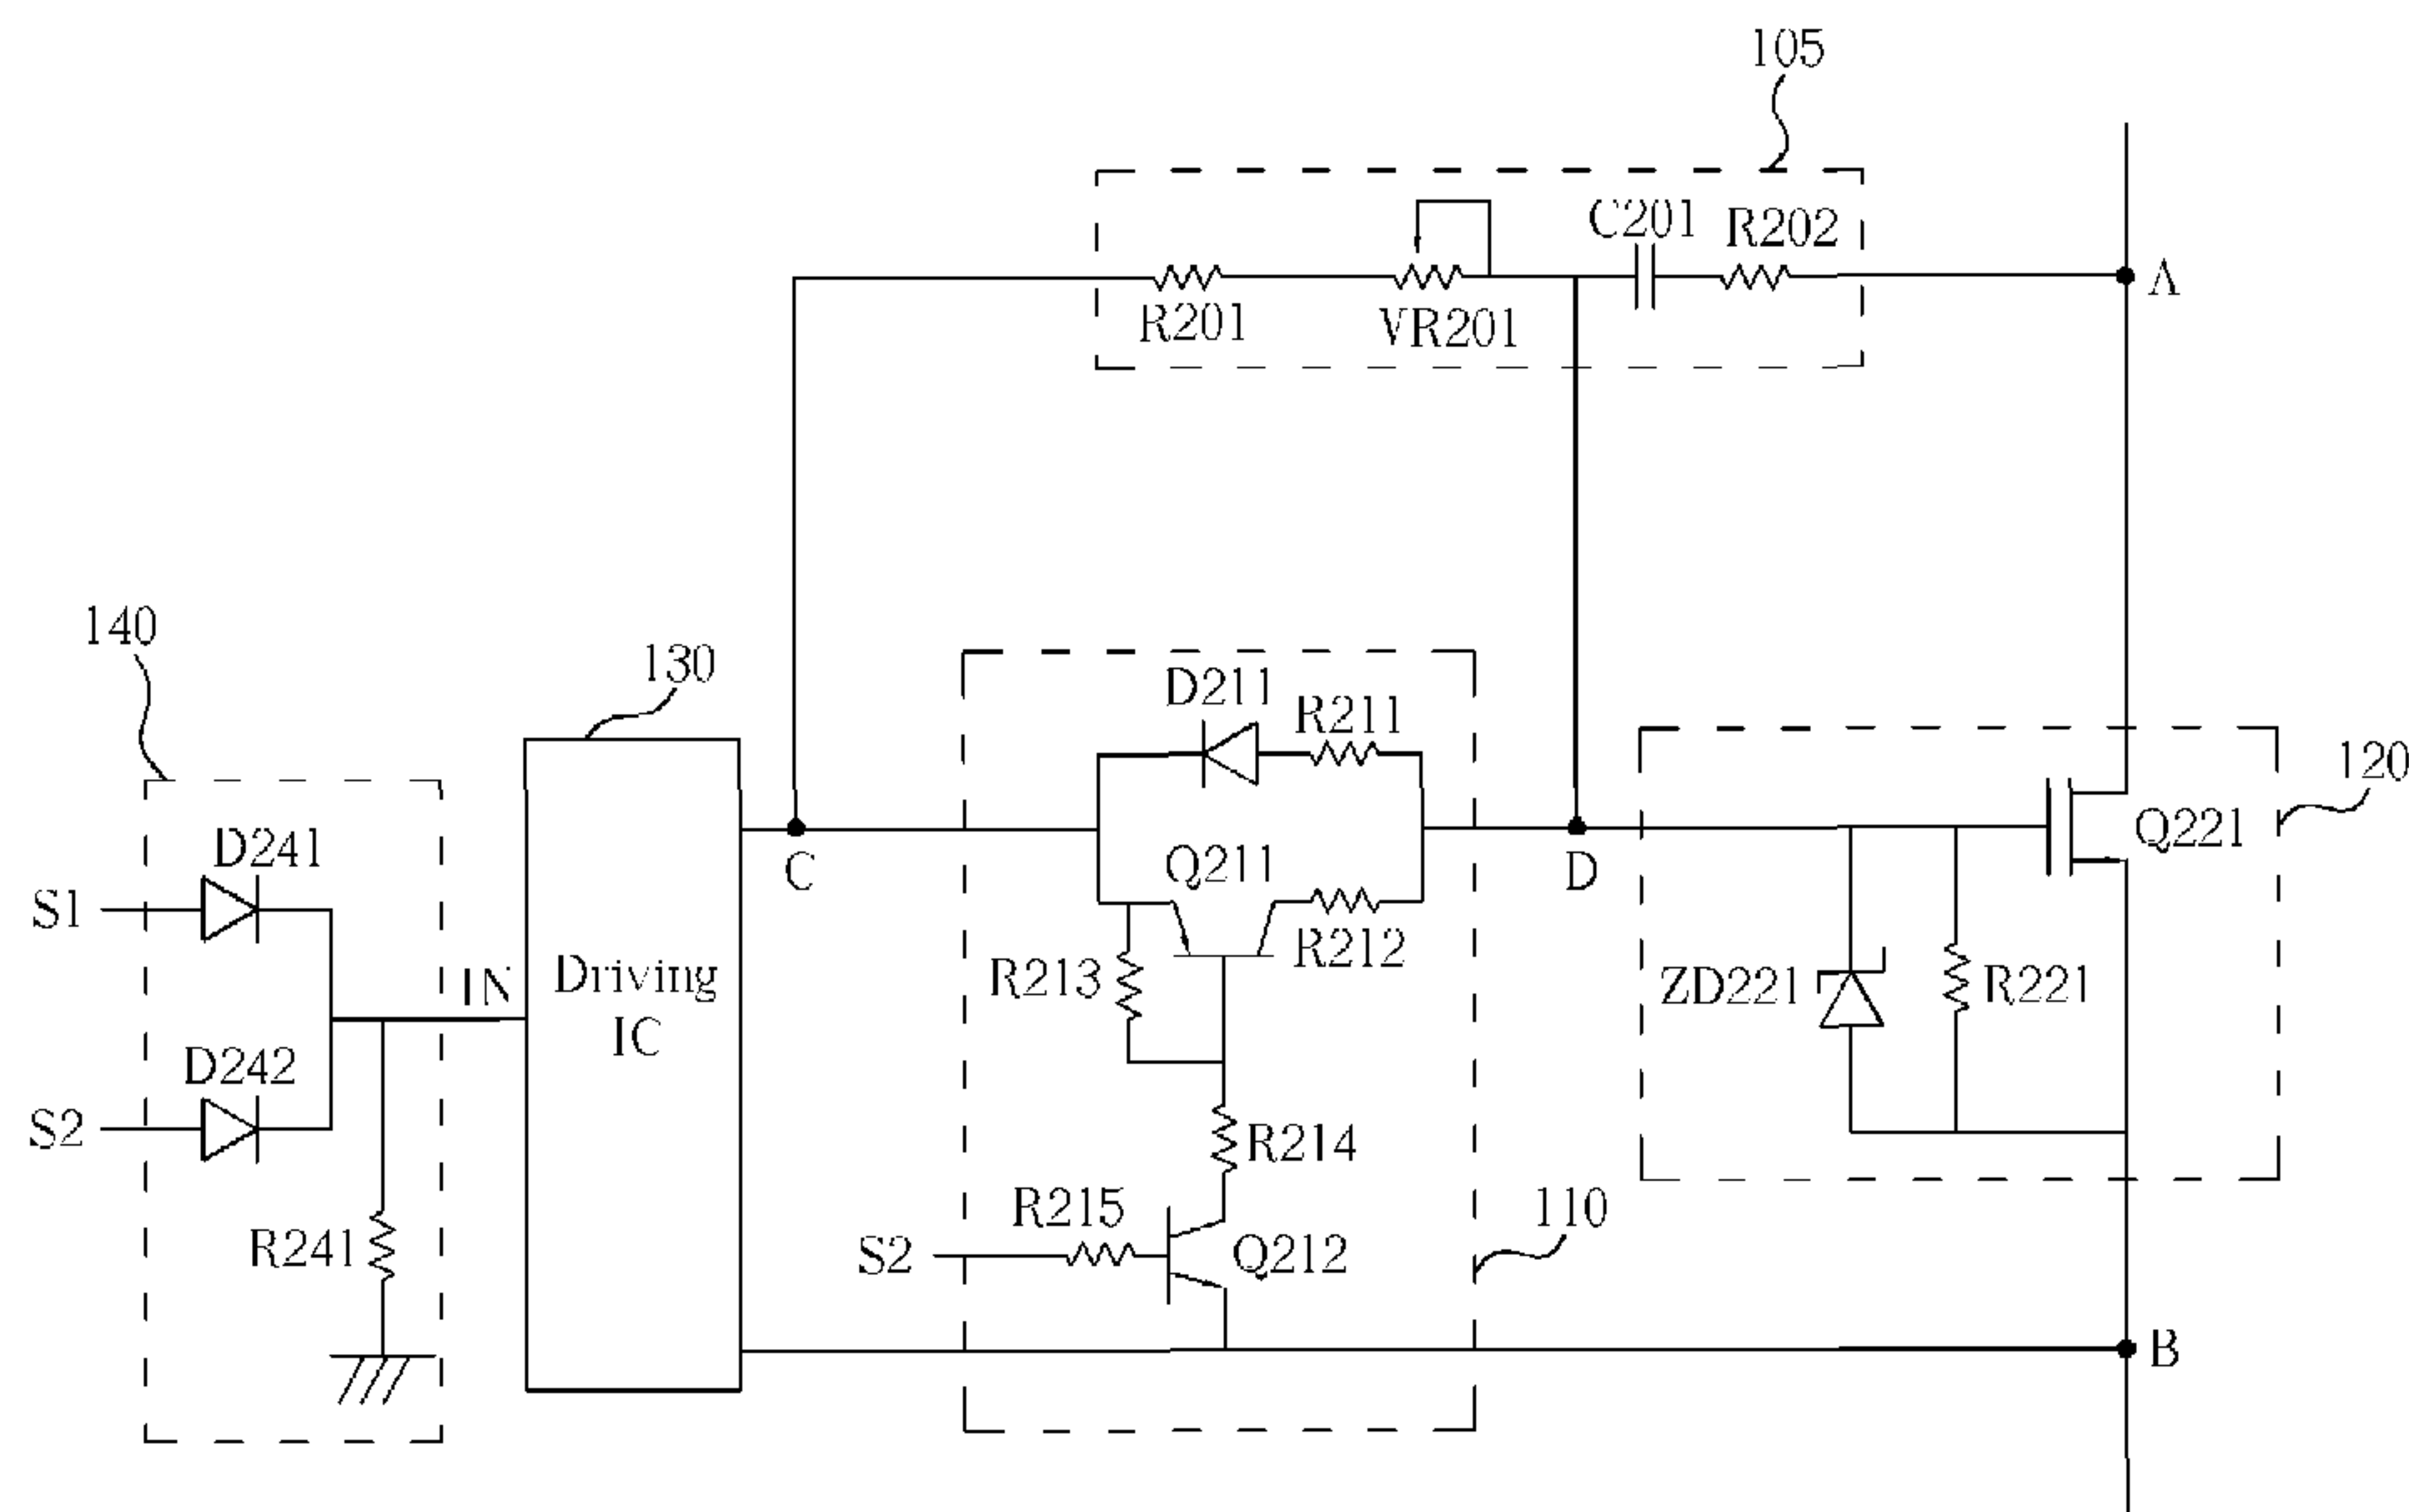 105
C201
R202
R201
VR201
A
140
130
D211
R211
120
D241
C
Q211
D
Q221
S1
R213
R212
IN
Driving
IC
ZD221
R221
D242
S2
R214
R215
110
R241
S2
Q212
B